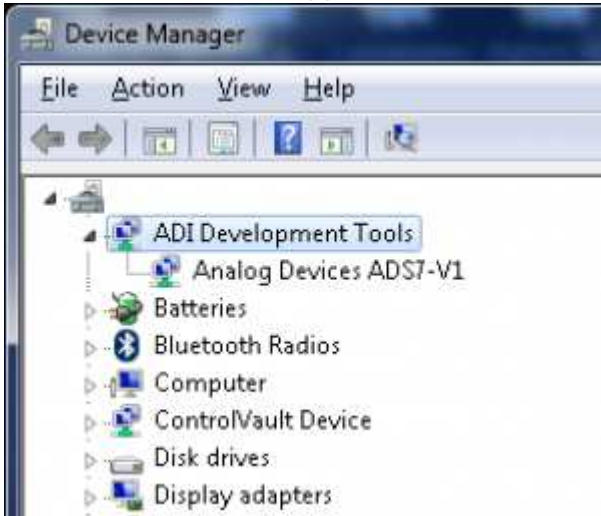 Device Manager
File Action View Help
ADI Development Tools
Analog Devices ADS7-V1
Batteries
Bluetooth Radios
Computer
ControlVault Device
Disk drives
Display adapters